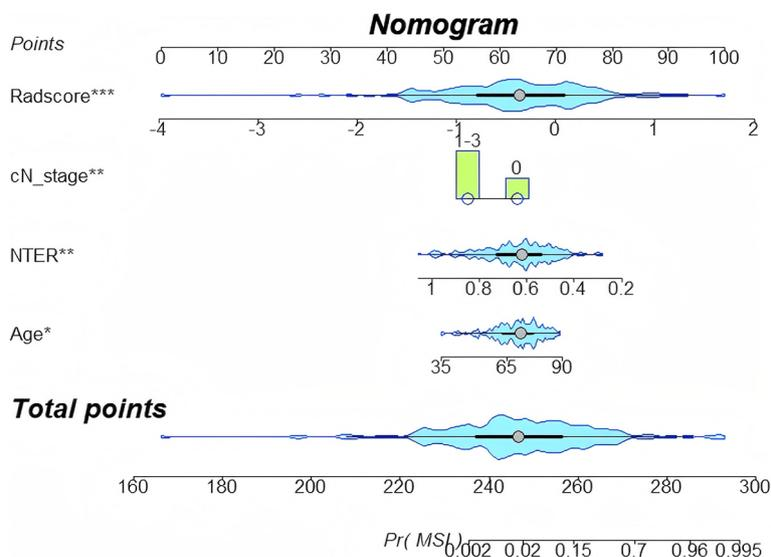 Nomogram
Points
0 10 20 30 40 50 60 70 80 90 100
Radscore***
-4 -3 -2 -1 0 1 2
1-3
0
cN_stage**
NTER**
1 0.8 0.6 0.4 0.2
Age*
35 65 90
Total points
160 180 200 220 240 260 280 300
Pr( MSI )
0.002 0.02 0.15 0.7 0.96 0.995